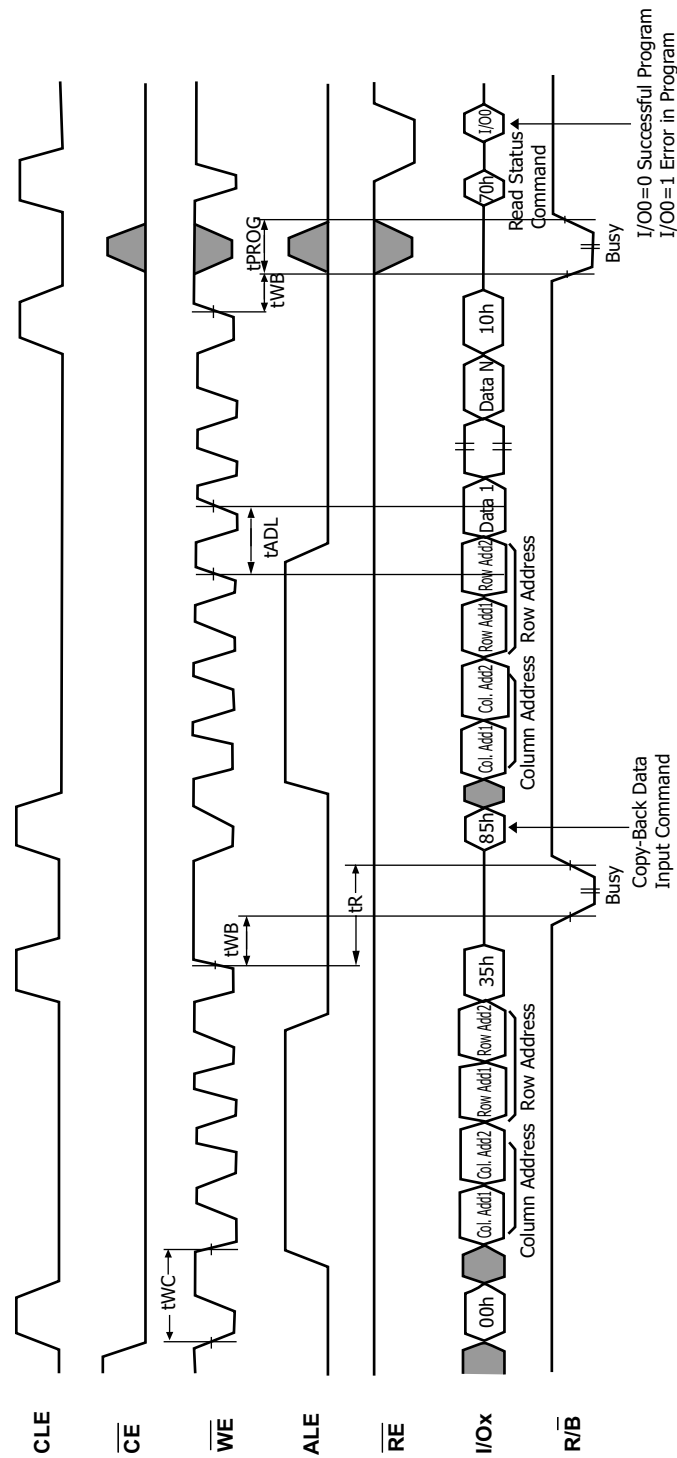 CLE
CE
WE
ALE
RE
I/Ox
R/B
tWC
tWB
tR
tADL
tWB
tPROG
00h
Col. Add1
Col. Add2
Row Add1
Row Add2
35h
85h
Col. Add1
Col. Add2
Row Add1
Row Add2
Data 1
Data N
10h
70h
I/O0
Column Address
Row Address
Column Address
Row Address
Read Status
Command
Busy
Busy
Copy-Back Data
Input Command
I/O0=0 Successful Program
I/O0=1 Error in Program